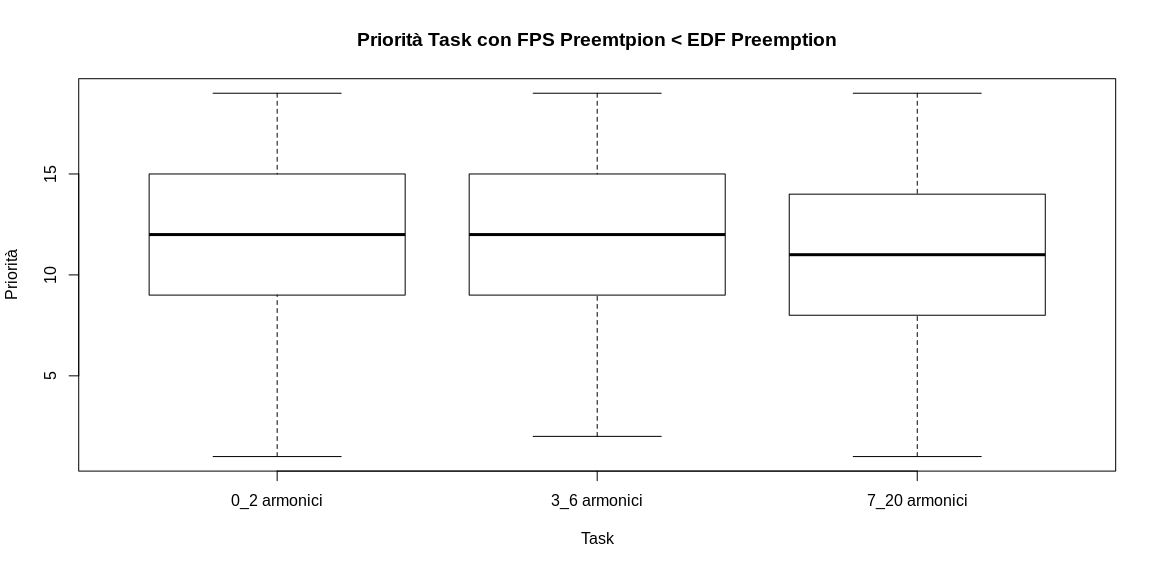 Priorità Task con FPS Preemtpion < EDF Preemption
Priorità
15
10
5
0_2 armonici 3_6 armonici 7_20 armonici
Task